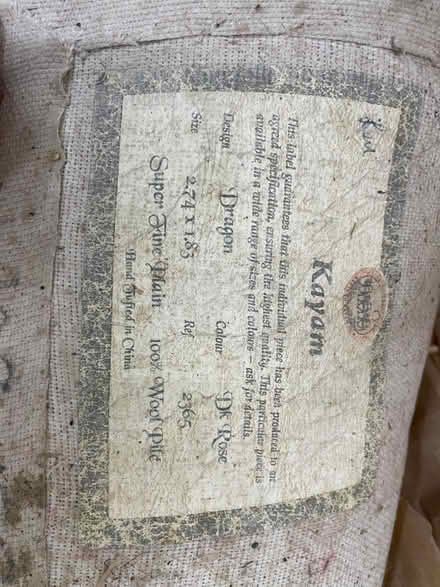 Kayam
This label guarantees that this individual piece has been produced to an
agreed specification, ensuring the highest quality. This particular piece is
available in a wide range of sizes and colours – ask for details.
Design Dragon Colour Dk Rose
Size 2.74 x 1.83 Ref 2365
Super Fine Plain 100% Wool Pile
Hand Tufted in China